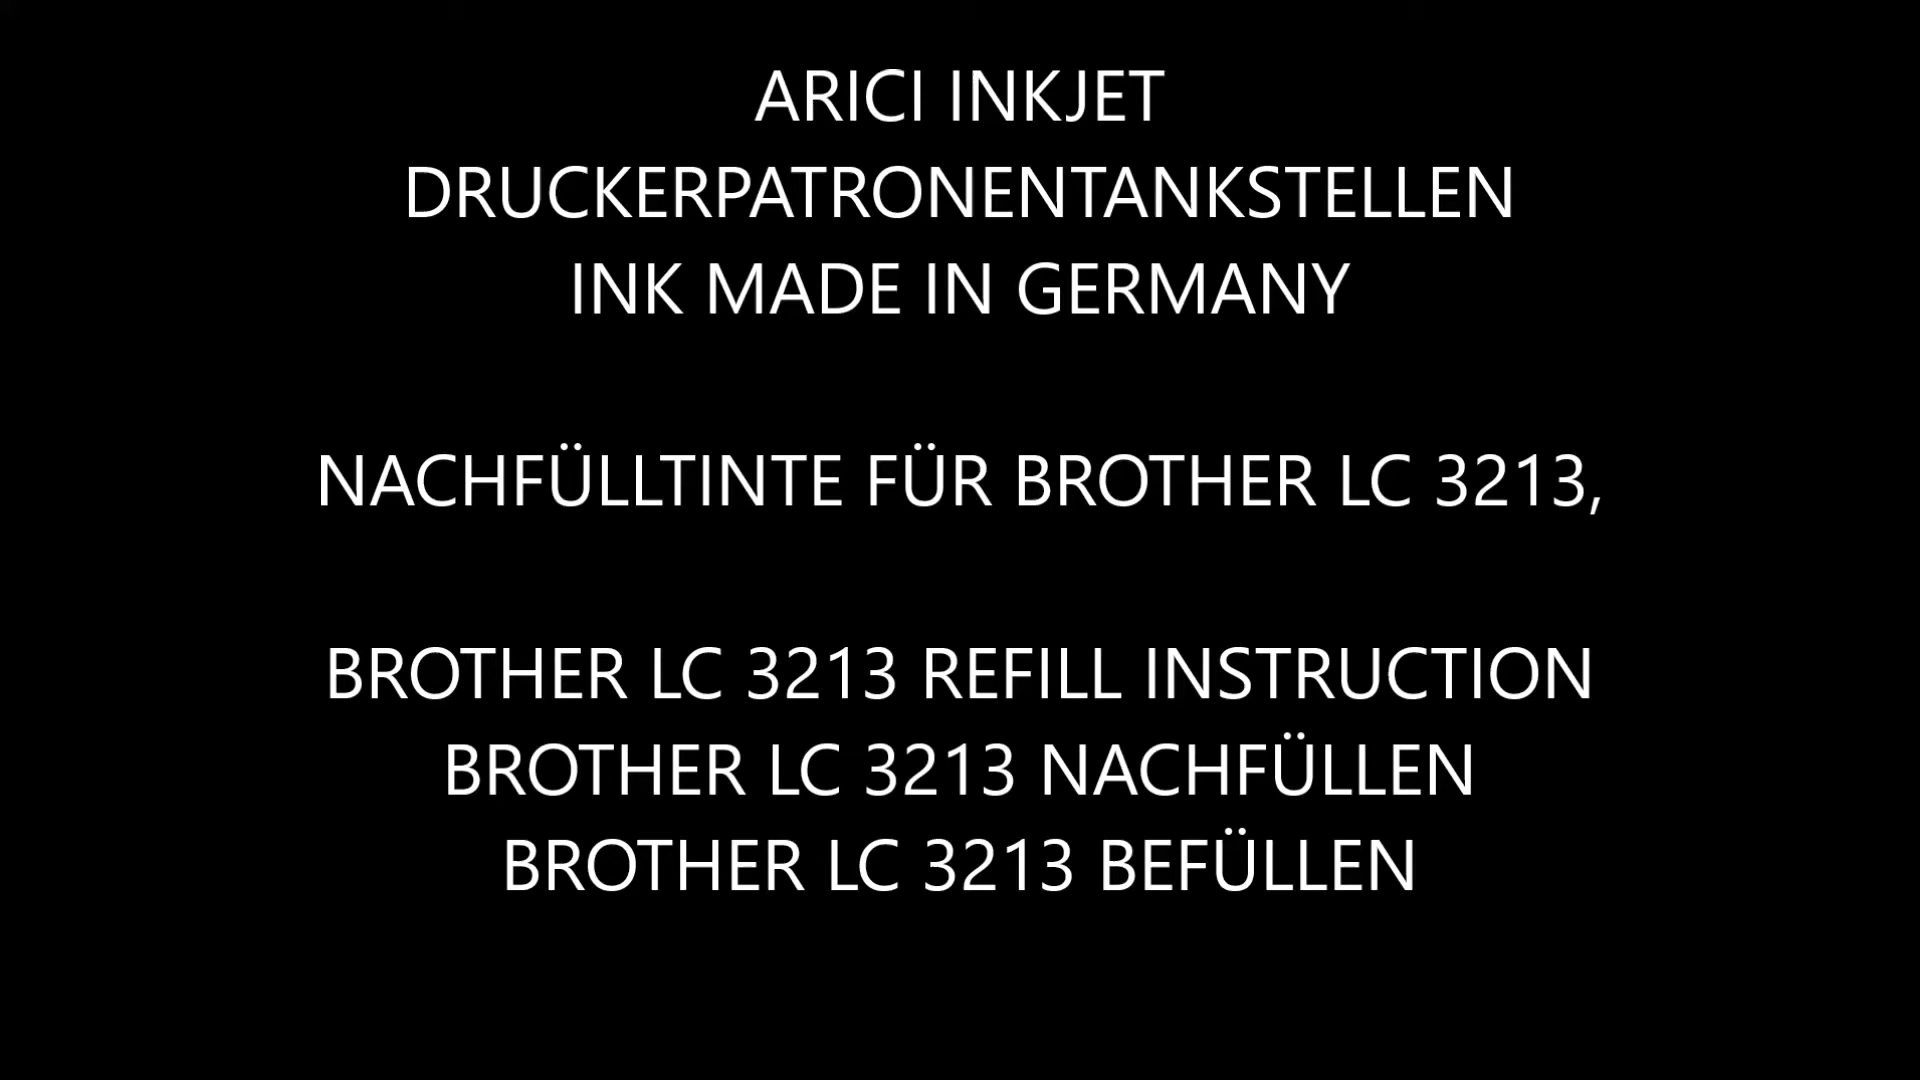 ARICI INKJET
DRUCKERPATRONENTANKSTELLEN
INK MADE IN GERMANY
NACHFÜLLTINTE FÜR BROTHER LC 3213,
BROTHER LC 3213 REFILL INSTRUCTION
BROTHER LC 3213 NACHFÜLLEN
BROTHER LC 3213 BEFÜLLEN